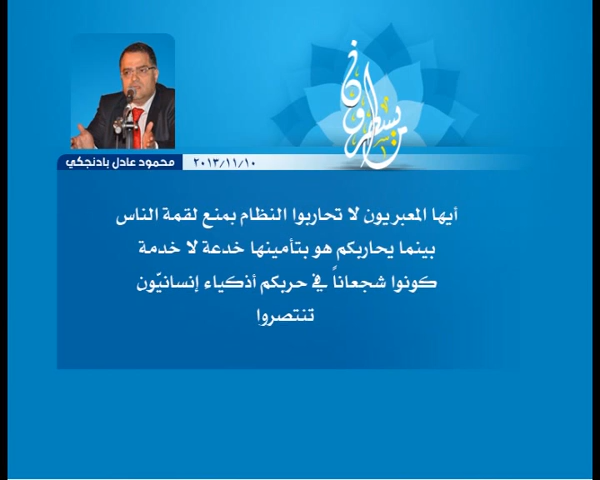 يسطرون
محمود عادل بادنجكي
٢٠١٣/١١/١٠
أيها المعبريون لا تحاربوا النظام بمنع لقمة الناس
بينما يحاربكم هو بتأمينها خدعة لا خدمة
كونوا شجعاناً في حربكم أذكياء إنسانيّون
تنتصروا